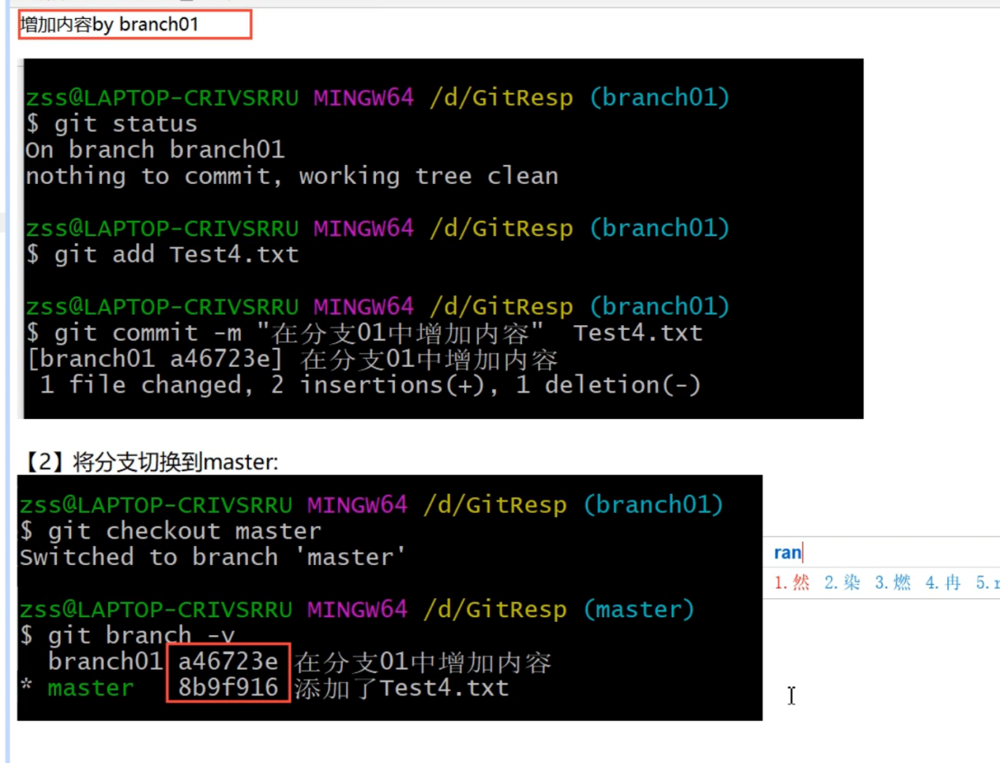 增加内容by branch01
zss@LAPTOP-CRIVSRRU MINGW64 /d/GitResp (branch01)
$ git status
On branch branch01
nothing to commit, working tree clean
zss@LAPTOP-CRIVSRRU MINGW64 /d/GitResp (branch01)
$ git add Test4.txt
zss@LAPTOP-CRIVSRRU MINGW64 /d/GitResp (branch01)
$ git commit -m "在分支01中增加内容"  Test4.txt
[branch01 a46723e] 在分支01中增加内容
 1 file changed, 2 insertions(+), 1 deletion(-)
【2】将分支切换到master:
zss@LAPTOP-CRIVSRRU MINGW64 /d/GitResp (branch01)
$ git checkout master
Switched to branch 'master'
zss@LAPTOP-CRIVSRRU MINGW64 /d/GitResp (master)
$ git branch -v
  branch01 a46723e 在分支01中增加内容
* master   8b9f916 添加了Test4.txt
ran
1.然 2.染 3.燃 4.冉 5.